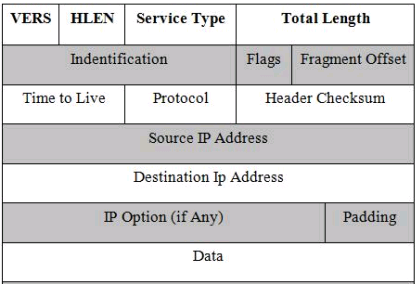 VERS HLEN Service Type Total Length
Indentification Flags Fragment Offset
Time to Live Protocol Header Checksum
Source IP Address
Destination Ip Address
IP Option (if Any) Padding
Data